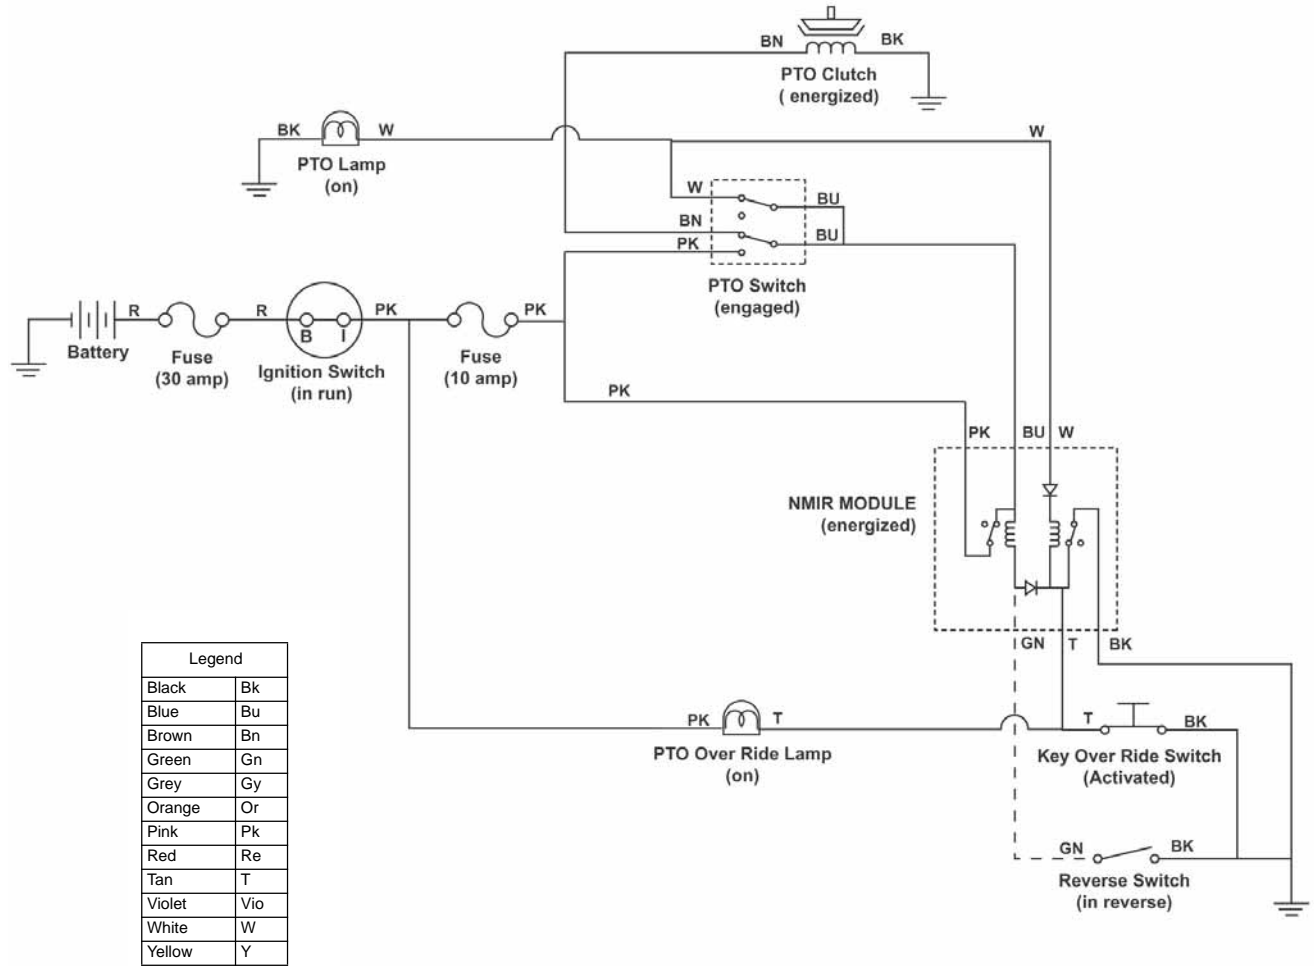 BN
BK
PTO Clutch
( energized)
BK
W
W
PTO Lamp
(on)
W
BU
BN
BU
PK
PTO Switch
(engaged)
R
R
PK
PK
B
I
Battery
Fuse
(30 amp)
Ignition Switch
(in run)
Fuse
(10 amp)
PK
PK
BU
W
NMIR MODULE
(energized)
GN
T
BK
Legend
Black Bk
Blue Bu
Brown Bn
Green Gn
Grey Gy
Orange Or
Pink Pk
Red Re
Tan T
Violet Vio
White W
Yellow Y
PK
T
PTO Over Ride Lamp
(on)
T
BK
Key Over Ride Switch
(Activated)
GN
BK
Reverse Switch
(in reverse)